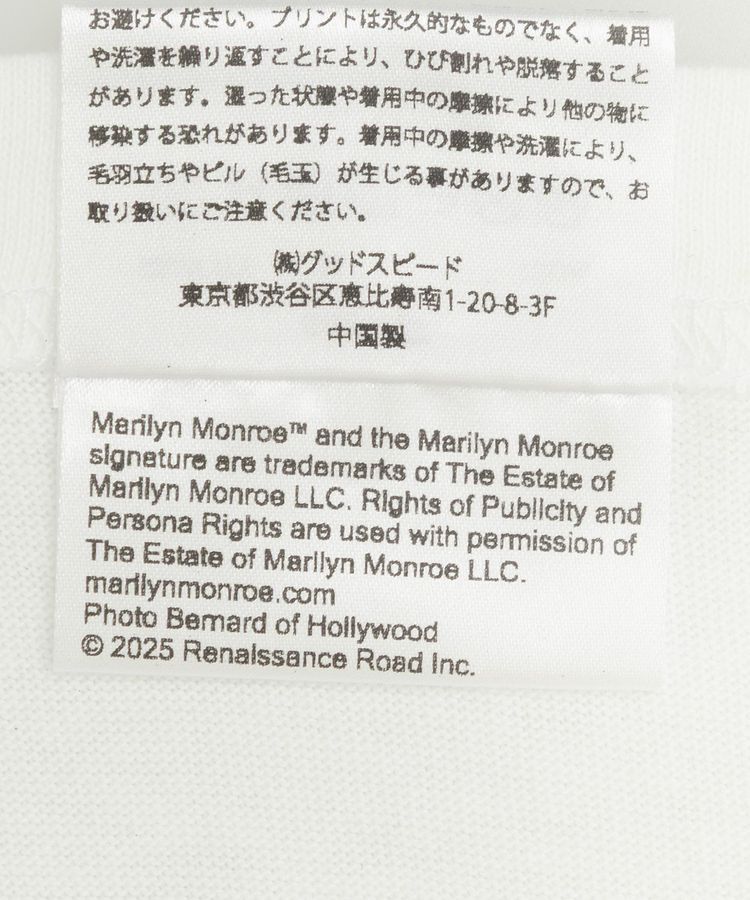 お避けください。プリントは永久的なものでなく、着用
や洗濯を繰り返すことにより、ひび割れや脱落すること
があります。湿った状態や着用中の摩擦により他の物に
移染する恐れがあります。着用中の摩擦や洗濯により、
毛羽立ちやピル（毛玉）が生じる事がありますので、お
取り扱いにご注意ください。
㈱グッドスピード
東京都渋谷区恵比寿南1-20-8-3F
中国製
Marilyn Monroe™ and the Marilyn Monroe
signature are trademarks of The Estate of
Marilyn Monroe LLC. Rights of Publicity and
Persona Rights are used with permission of
The Estate of Marilyn Monroe LLC.
marilynmonroe.com
Photo Bernard of Hollywood
© 2025 Renaissance Road Inc.